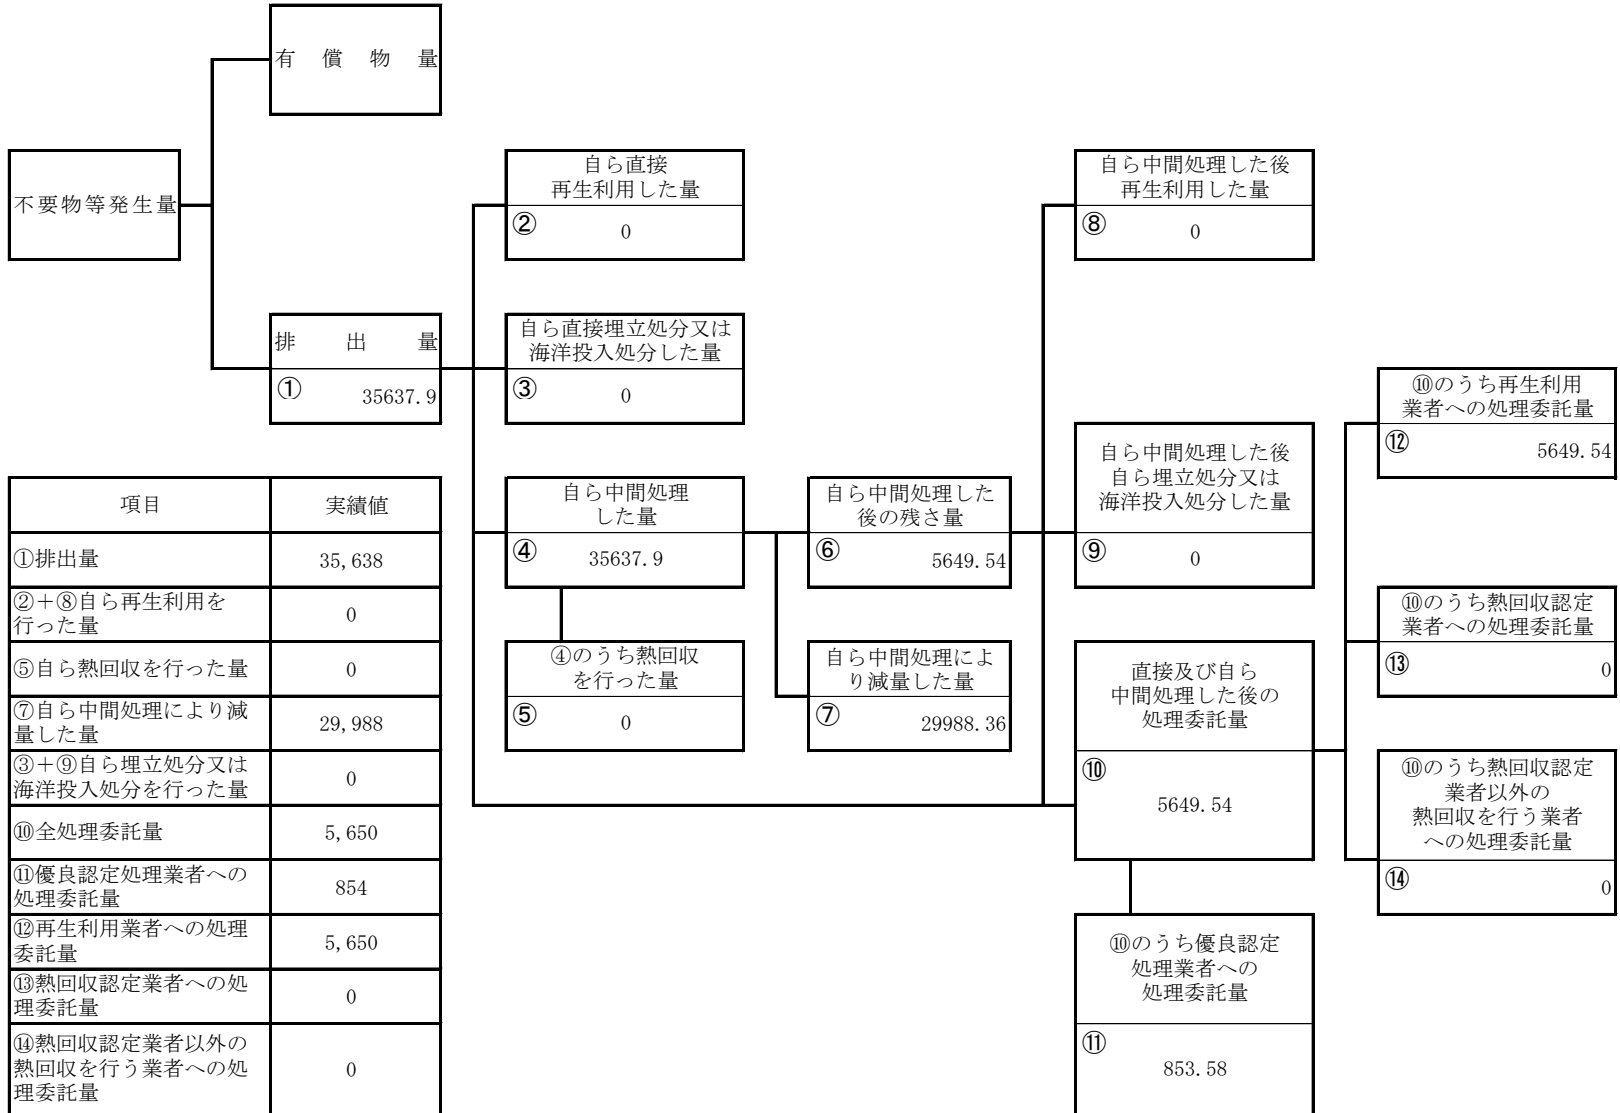 有償物量
不要物等発生量
排出量
① 35637.9
自ら直接
再生利用した量
② 0
自ら直接埋立処分又は
海洋投入処分した量
③ 0
自ら中間処理
した量
④ 35637.9
④のうち熱回収
を行った量
⑤ 0
自ら中間処理した
後の残さ量
⑥ 5649.54
自ら中間処理によ
り減量した量
⑦ 29988.36
自ら中間処理した後
再生利用した量
⑧ 0
自ら中間処理した後
自ら埋立処分又は
海洋投入処分した量
⑨ 0
直接及び自ら
中間処理した後の
処理委託量
⑩
5649.54
⑩のうち優良認定
処理業者への
処理委託量
⑪
853.58
⑩のうち再生利用
業者への処理委託量
⑫ 5649.54
⑩のうち熱回収認定
業者への処理委託量
⑬ 0
⑩のうち熱回収認定
業者以外の
熱回収を行う業者
への処理委託量
⑭ 0
項目 実績値
①排出量 35,638
②+⑧自ら再生利用を
行った量 0
⑤自ら熱回収を行った量 0
⑦自ら中間処理により減
量した量 29,988
③+⑨自ら埋立処分又は
海洋投入処分を行った量 0
⑩全処理委託量 5,650
⑪優良認定処理業者への
処理委託量 854
⑫再生利用業者への処理
委託量 5,650
⑬熱回収認定業者への処
理委託量 0
⑭熱回収認定業者以外の
熱回収を行う業者への処
理委託量 0